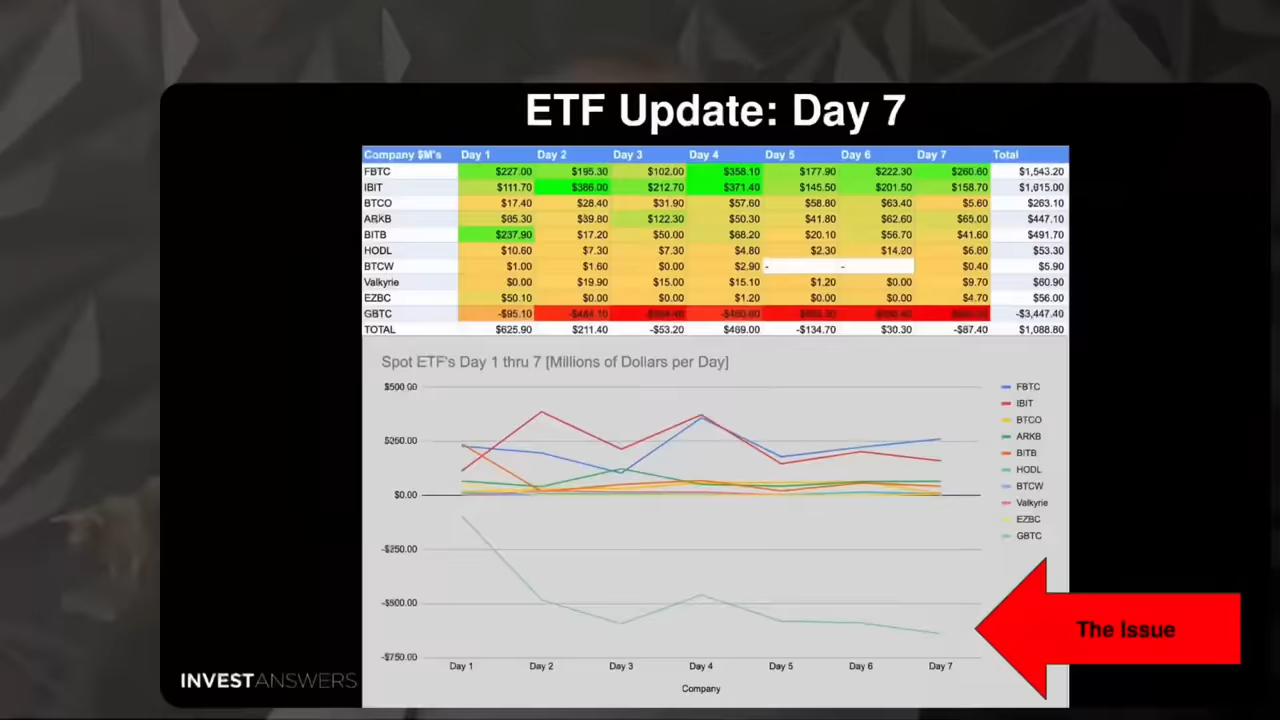 ETF Update: Day 7
Company $M's Day 1 Day 2 Day 3 Day 4 Day 5 Day 6 Day 7 Total
FBTC $227.00 $195.30 $102.00 $358.10 $177.90 $222.30 $260.60 $1,543.20
IBIT $111.70 $386.00 $212.70 $371.40 $145.50 $201.50 $158.70 $1,615.00
BTCO $17.40 $28.40 $31.90 $57.60 $58.80 $63.40 $5.60 $263.10
ARKB $65.30 $39.80 $122.30 $50.30 $41.80 $62.60 $65.00 $447.10
BITB $237.90 $17.20 $50.00 $68.20 $20.10 $56.70 $41.60 $491.70
HODL $10.60 $7.30 $7.30 $4.80 $2.30 $14.20 $6.80 $53.30
BTCW $1.00 $1.60 $0.00 $2.90 - - $0.40 $5.90
Valkyrie $0.00 $19.90 $15.00 $15.10 $1.20 $0.00 $9.70 $60.90
EZBC $50.10 $0.00 $0.00 $1.20 $0.00 $0.00 $4.70 $56.00
GBTC -$95.10 -$484.10 -$594.40 -$460.60 -$3,447.40
TOTAL $625.90 $211.40 -$53.20 $469.00 -$134.70 $30.30 -$87.40 $1,088.80
Spot ETF's Day 1 thru 7 [Millions of Dollars per Day]
$500.00
$250.00
$0.00
-$250.00
-$500.00
-$750.00
FBTC
IBIT
BTCO
ARKB
BITB
HODL
BTCW
Valkyrie
EZBC
GBTC
The Issue
Day 1 Day 2 Day 3 Day 4 Day 5 Day 6 Day 7
Company
INVESTANSWERS